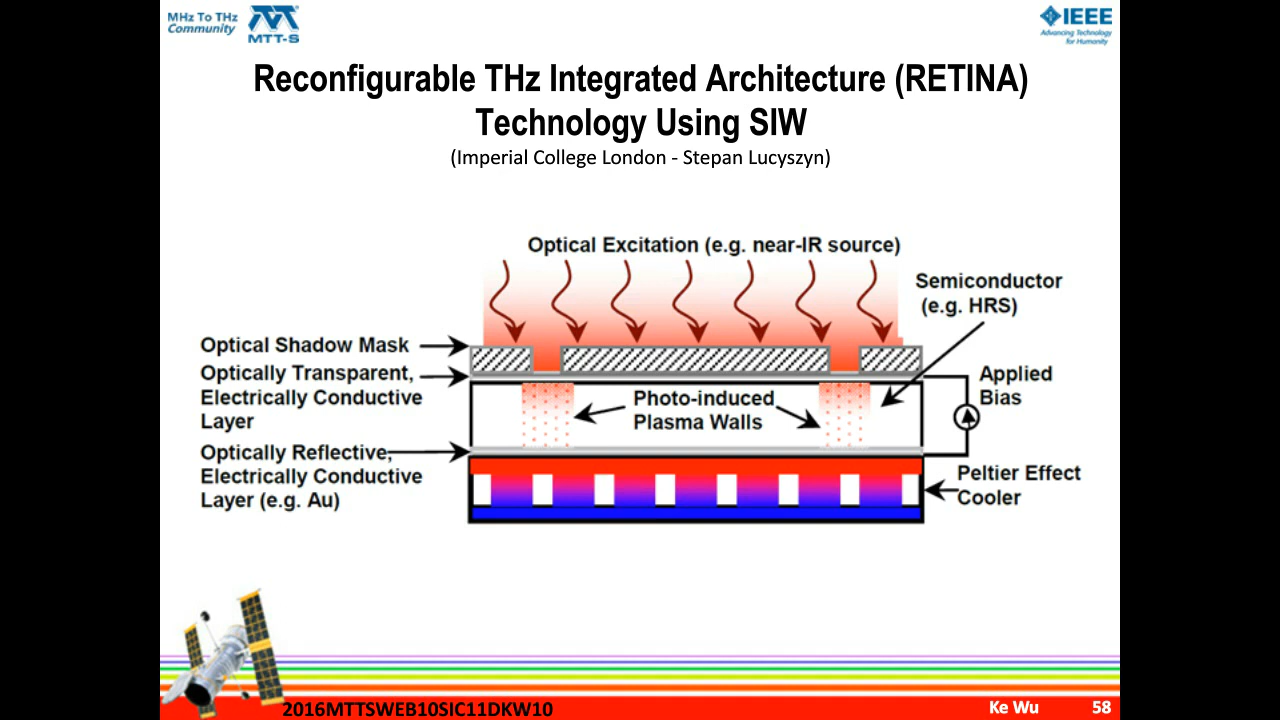 MHz To THz
Community
MTT-S
IEEE
Advancing Technology
for Humanity
Reconfigurable THz Integrated Architecture (RETINA)
Technology Using SIW
(Imperial College London - Stepan Lucyszyn)
Optical Excitation (e.g. near-IR source)
Semiconductor
(e.g. HRS)
Optical Shadow Mask
Optically Transparent,
Electrically Conductive
Layer
Photo-induced
Plasma Walls
Applied
Bias
Optically Reflective,
Electrically Conductive
Layer (e.g. Au)
Peltier Effect
Cooler
2016MTTSWEB10SIC11DKW10
Ke Wu
58